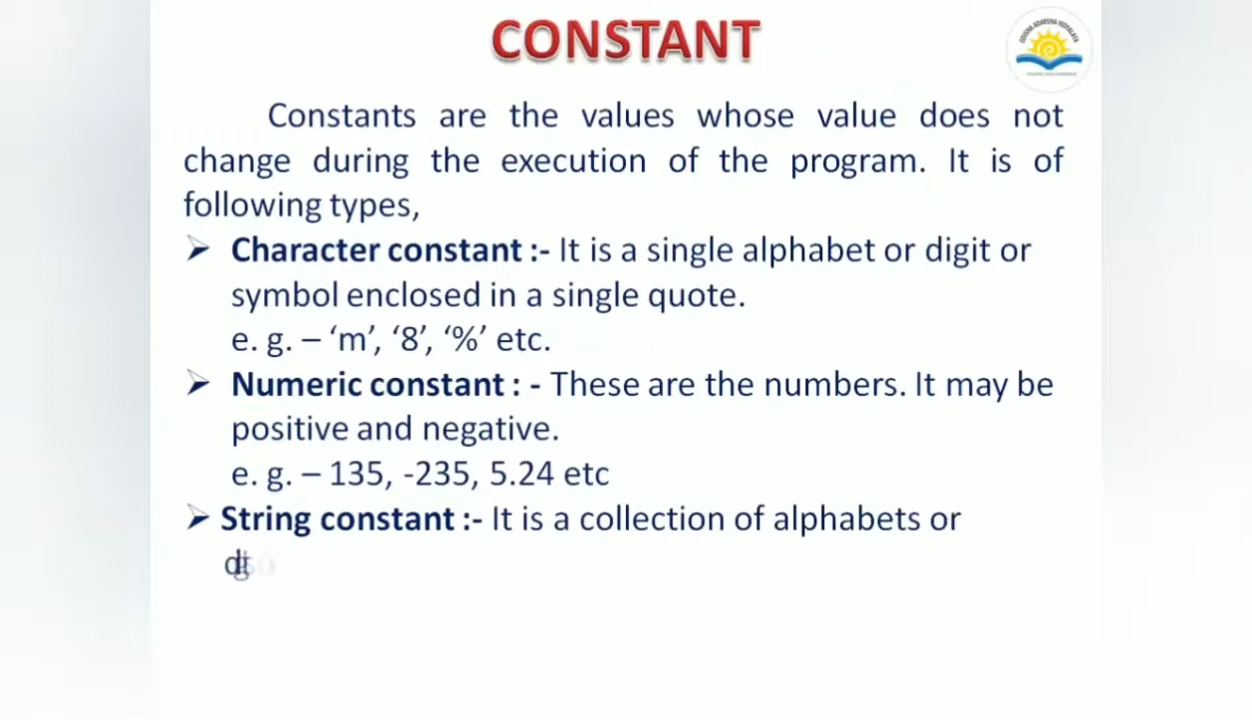 CONSTANT
ODISHA ADARSHA VIDYALAYA
Constants are the values whose value does not
change during the execution of the program. It is of
following types,
➢ Character constant :- It is a single alphabet or digit or
symbol enclosed in a single quote.
e. g. – ‘m’, ‘8’, ‘%’ etc.
➢ Numeric constant : - These are the numbers. It may be
positive and negative.
e. g. – 135, -235, 5.24 etc
➢ String constant :- It is a collection of alphabets or